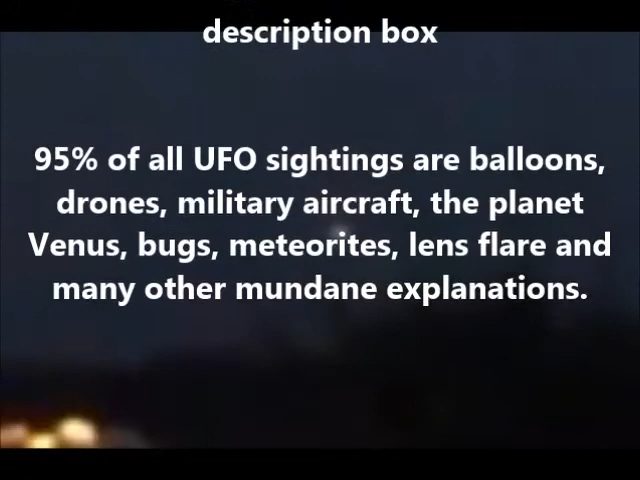 description box
95% of all UFO sightings are balloons,
drones, military aircraft, the planet
Venus, bugs, meteorites, lens flare and
many other mundane explanations.